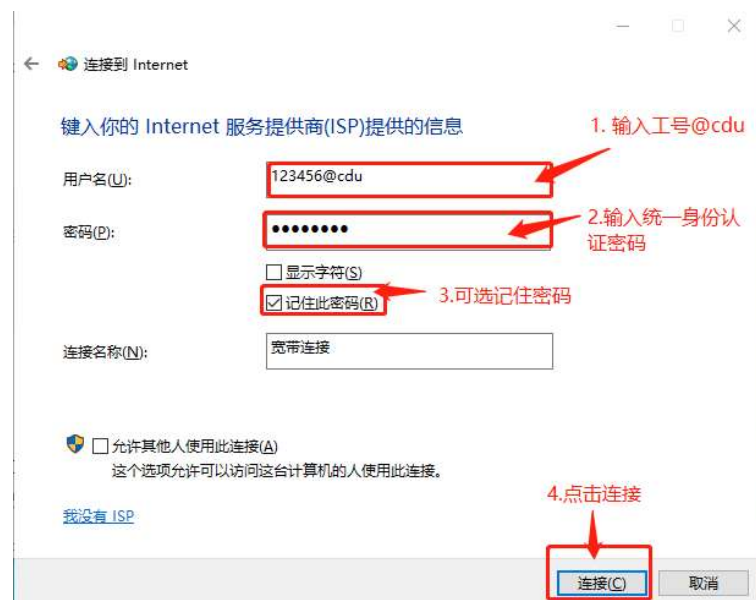 连接到 Internet
键入你的 Internet 服务提供商(ISP)提供的信息
1. 输入工号@cdu
用户名(U):
123456@cdu
密码(P):
••••••••
2.输入统一身份认
证密码
显示字符(S)
记住此密码(R)
3.可选记住密码
连接名称(N):
宽带连接
允许其他人使用此连接(A)
这个选项允许可以访问这台计算机的人使用此连接。
我没有 ISP
4.点击连接
连接(C)
取消